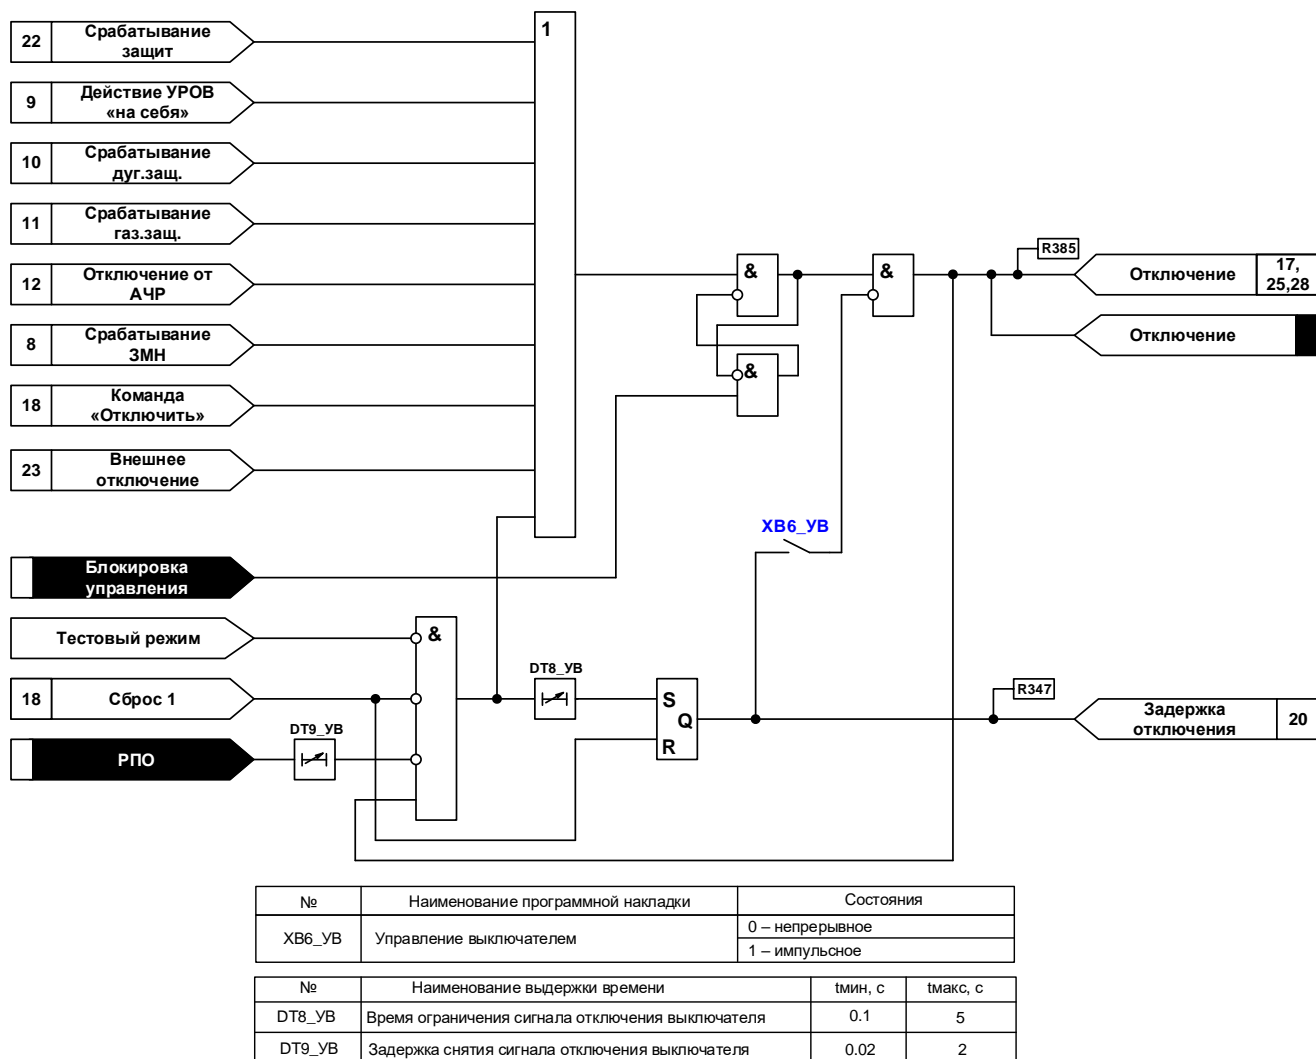 1
22 Срабатывание
защит
9 Действие УРОВ
«на себя»
10 Срабатывание
дуг.защ.
11 Срабатывание
газ.защ.
12 Отключение от
АЧР
8 Срабатывание
ЗМН
18 Команда
«Отключить»
23 Внешнее
отключение
Блокировка
управления
Тестовый режим
18 Сброс 1
РПО
DT9_УВ
&
DT8_УВ
S
Q
R
&
&
&
XB6_УВ
R385
Отключение 17,
25,28
Отключение
R347
Задержка
отключения 20
№ Наименование программной накладки Состояния
XB6_УВ Управление выключателем 0 – непрерывное
1 – импульсное
№ Наименование выдержки времени tмин, с tмакс, с
DT8_УВ Время ограничения сигнала отключения выключателя 0.1 5
DT9_УВ Задержка снятия сигнала отключения выключателя 0.02 2